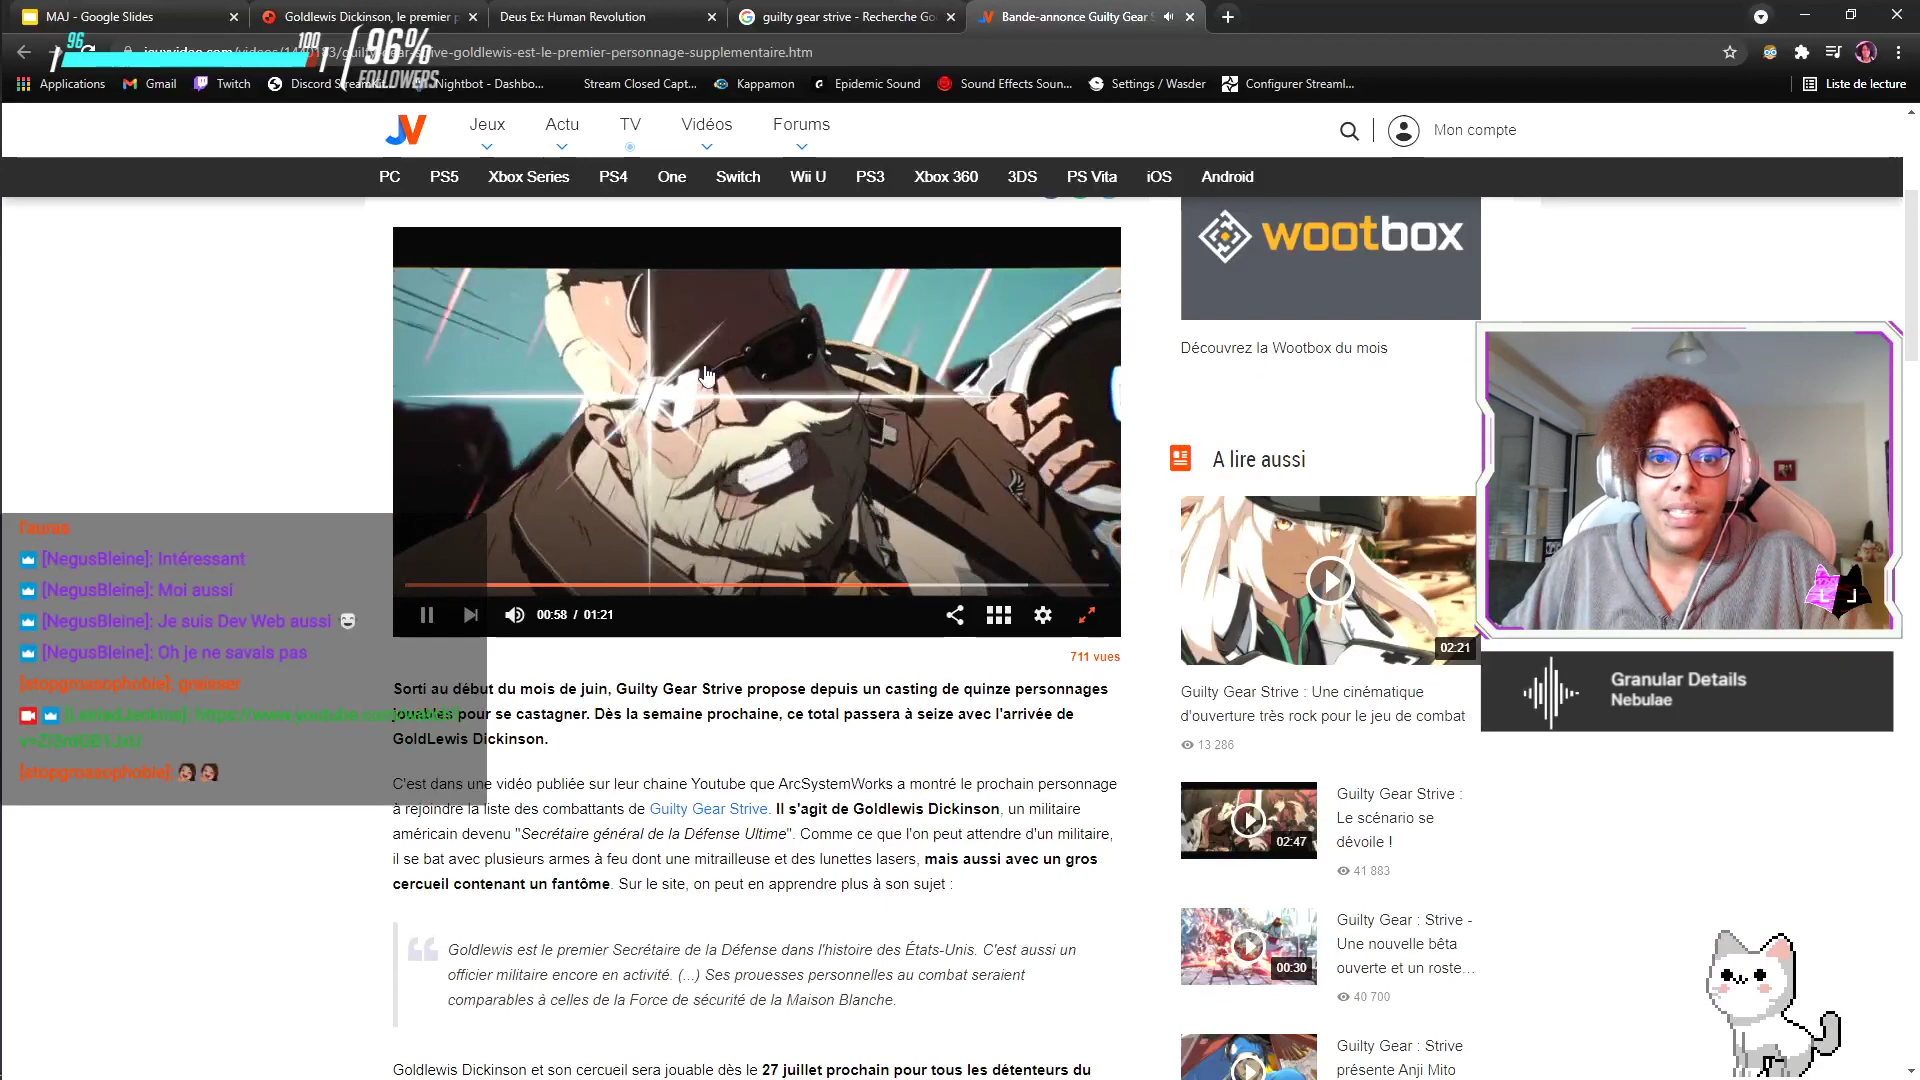 MAJ - Google Slides
Goldlewis Dickinson, le premier p
Deus Ex: Human Revolution
guilty gear strive - Recherche Go
Bande-annonce Guilty Gear S
96
100
96%
FOLLOWERS
-strive-goldlewis-est-le-premier-personnage-supplementaire.htm
Applications
Gmail
Twitch
Discord
Nightbot - Dashbo...
Stream Closed Capt...
Kappamon
Epidemic Sound
Sound Effects Soun...
Settings / Wasder
Configurer Streaml...
Liste de lecture
JV
Jeux
Actu
TV
Vidéos
Forums
Mon compte
PC
PS5
Xbox Series
PS4
One
Switch
Wii U
PS3
Xbox 360
3DS
PS Vita
iOS
Android
wootbox
Découvrez la Wootbox du mois
00:58 / 01:21
711 vues
l'auras
[NegusBleine]: Intéressant
[NegusBleine]: Moi aussi
[NegusBleine]: Je suis Dev Web aussi
[NegusBleine]: Oh je ne savais pas
[stopgrossophobie]: graisser
[stopgrossophobie]:
Sorti au début du mois de juin, Guilty Gear Strive propose depuis un casting de quinze personnages
jouables pour se castagner. Dès la semaine prochaine, ce total passera à seize avec l'arrivée de
GoldLewis Dickinson.
C'est dans une vidéo publiée sur leur chaine Youtube que ArcSystemWorks a montré le prochain personnage
à rejoindre la liste des combattants de Guilty Gear Strive. Il s'agit de Goldlewis Dickinson, un militaire
américain devenu "Secrétaire général de la Défense Ultime". Comme ce que l'on peut attendre d'un militaire,
il se bat avec plusieurs armes à feu dont une mitrailleuse et des lunettes lasers, mais aussi avec un gros
cercueil contenant un fantôme. Sur le site, on peut en apprendre plus à son sujet :
Goldlewis est le premier Secrétaire de la Défense dans l'histoire des États-Unis. C'est aussi un
officier militaire encore en activité. (...) Ses prouesses personnelles au combat seraient
comparables à celles de la Force de sécurité de la Maison Blanche.
Goldlewis Dickinson et son cercueil sera jouable dès le 27 juillet prochain pour tous les détenteurs du
A lire aussi
02:21
Guilty Gear Strive : Une cinématique
d'ouverture très rock pour le jeu de combat
13 286
02:47
Guilty Gear Strive :
Le scénario se
dévoile !
41 883
00:30
Guilty Gear : Strive -
Une nouvelle bêta
ouverte et un roste...
40 700
Guilty Gear : Strive
présente Anji Mito
L J
Granular Details
Nebulae